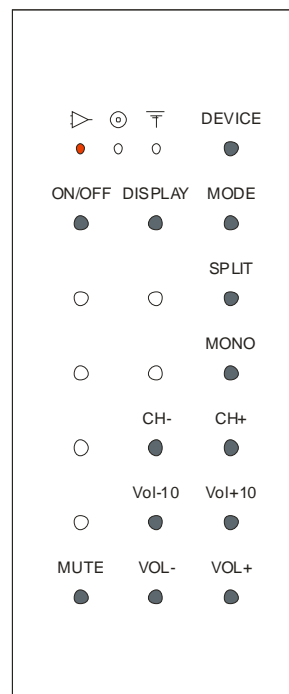 DEVICE
ON/OFF DISPLAY MODE
SPLIT
MONO
CH- CH+
Vol-10 Vol+10
MUTE VOL- VOL+